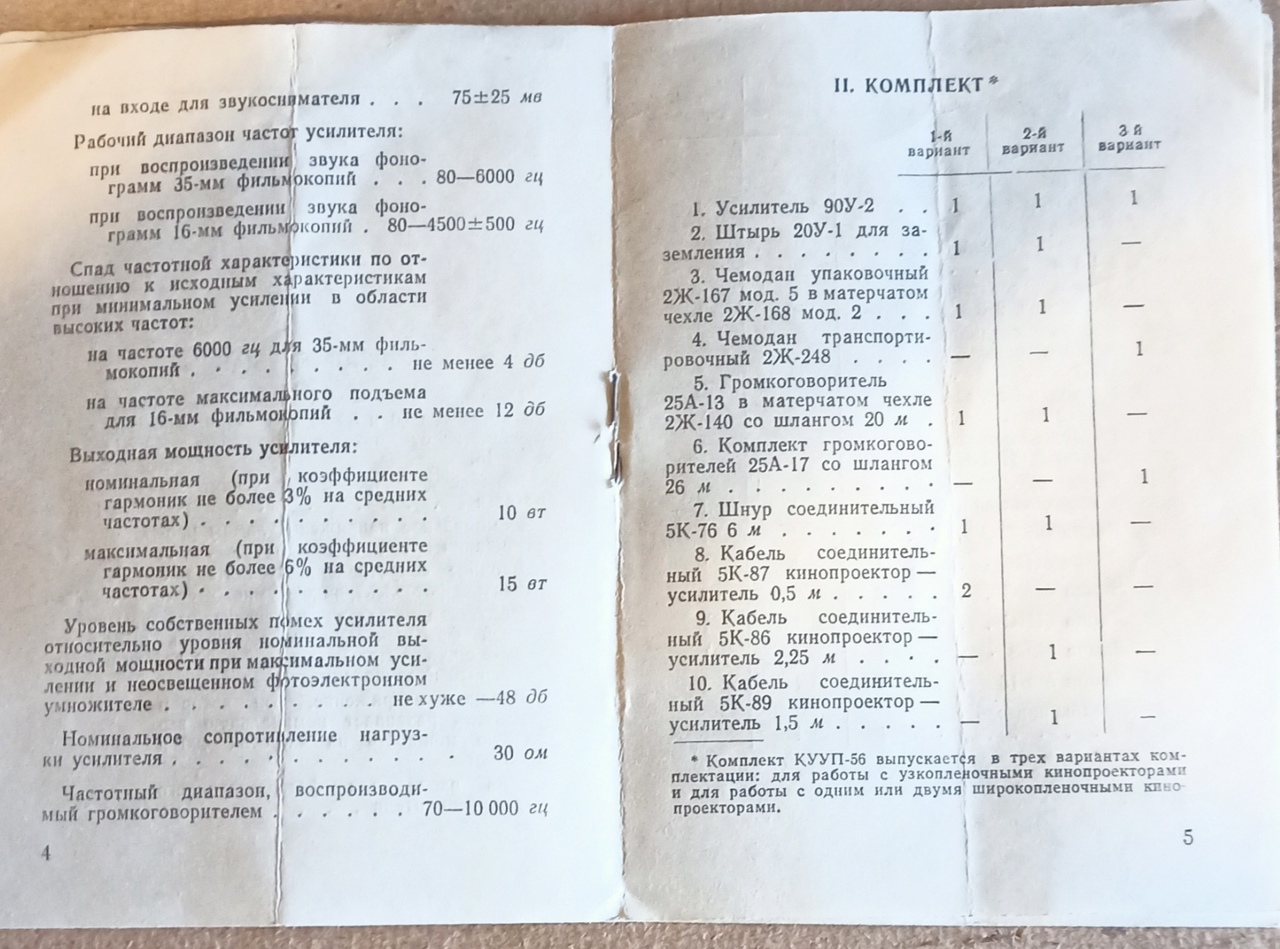 на входе для звукоснимателя . . . 75±25 мв
Рабочий диапазон частот усилителя:
при воспроизведении звука фоно-
грамм 35-мм фильмокопий . . . 80—6000 гц
при воспроизведении звука фоно-
грамм 16-мм фильмокопий . 80—4500±500 гц
Спад частотной характеристики по от-
ношению к исходным характеристикам
при минимальном усилении в области
высоких частот:
на частоте 6000 гц для 35-мм филь-
мокопий . . . . . . . . . не менее 4 дб
на частоте максимального подъема
для 16-мм фильмокопий . . не менее 12 дб
Выходная мощность усилителя:
номинальная (при коэффициенте
гармоник не более 3% на средних
частотах) . . . . . . . . . 10 вт
максимальная (при коэффициенте
гармоник не более 6% на средних
частотах) . . . . . . . . . 15 вт
Уровень собственных помех усилителя
относительно уровня номинальной вы-
ходной мощности при максимальном уси-
лении и неосвещенном фотоэлектронном
умножителе . . . . . . . . не хуже —48 дб
Номинальное сопротивление нагруз-
ки усилителя . . . . . . . . . . 30 ом
Частотный диапазон, воспроизводи-
мый громкоговорителем . . . . . . 70—10 000 гц
4
II. КОМПЛЕКТ*
1-й вариант 2-й вариант 3 й вариант
1. Усилитель 90У-2 . . 1 1 1
2. Штырь 20У-1 для за-
земления . . . . . . . . 1 1 —
3. Чемодан упаковочный
2Ж-167 мод. 5 в матерчатом
чехле 2Ж-168 мод. 2 . . . 1 1 —
4. Чемодан транспорти-
ровочный 2Ж-248 . . . . — — 1
5. Громкоговоритель
25А-13 в матерчатом чехле
2Ж-140 со шлангом 20 м . 1 1 —
6. Комплект громкогово-
рителей 25А-17 со шлангом
26 м . . . . . . . . . — — 1
7. Шнур соединительный
5К-76 6 м . . . . . . . 1 1 —
8. Кабель соединитель-
ный 5К-87 кинопроектор —
усилитель 0,5 м . . . . . 2 — —
9. Кабель соединитель-
ный 5К-86 кинопроектор —
усилитель 2,25 м . . . . — 1 —
10. Кабель соединитель-
ный 5К-89 кинопроектор —
усилитель 1,5 м . . . . . — 1 —
* Комплект КУУП-56 выпускается в трех вариантах ком-
плектации: для работы с узкопленочными кинопроекторами
и для работы с одним или двумя широкопленочными кино-
проекторами.
5